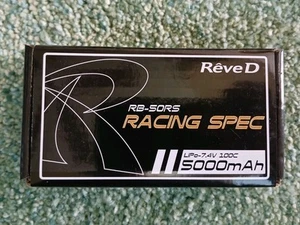 RêveD
RB-50RS
RACING SPEC
LiPo-7.4V 100C
5000mAh